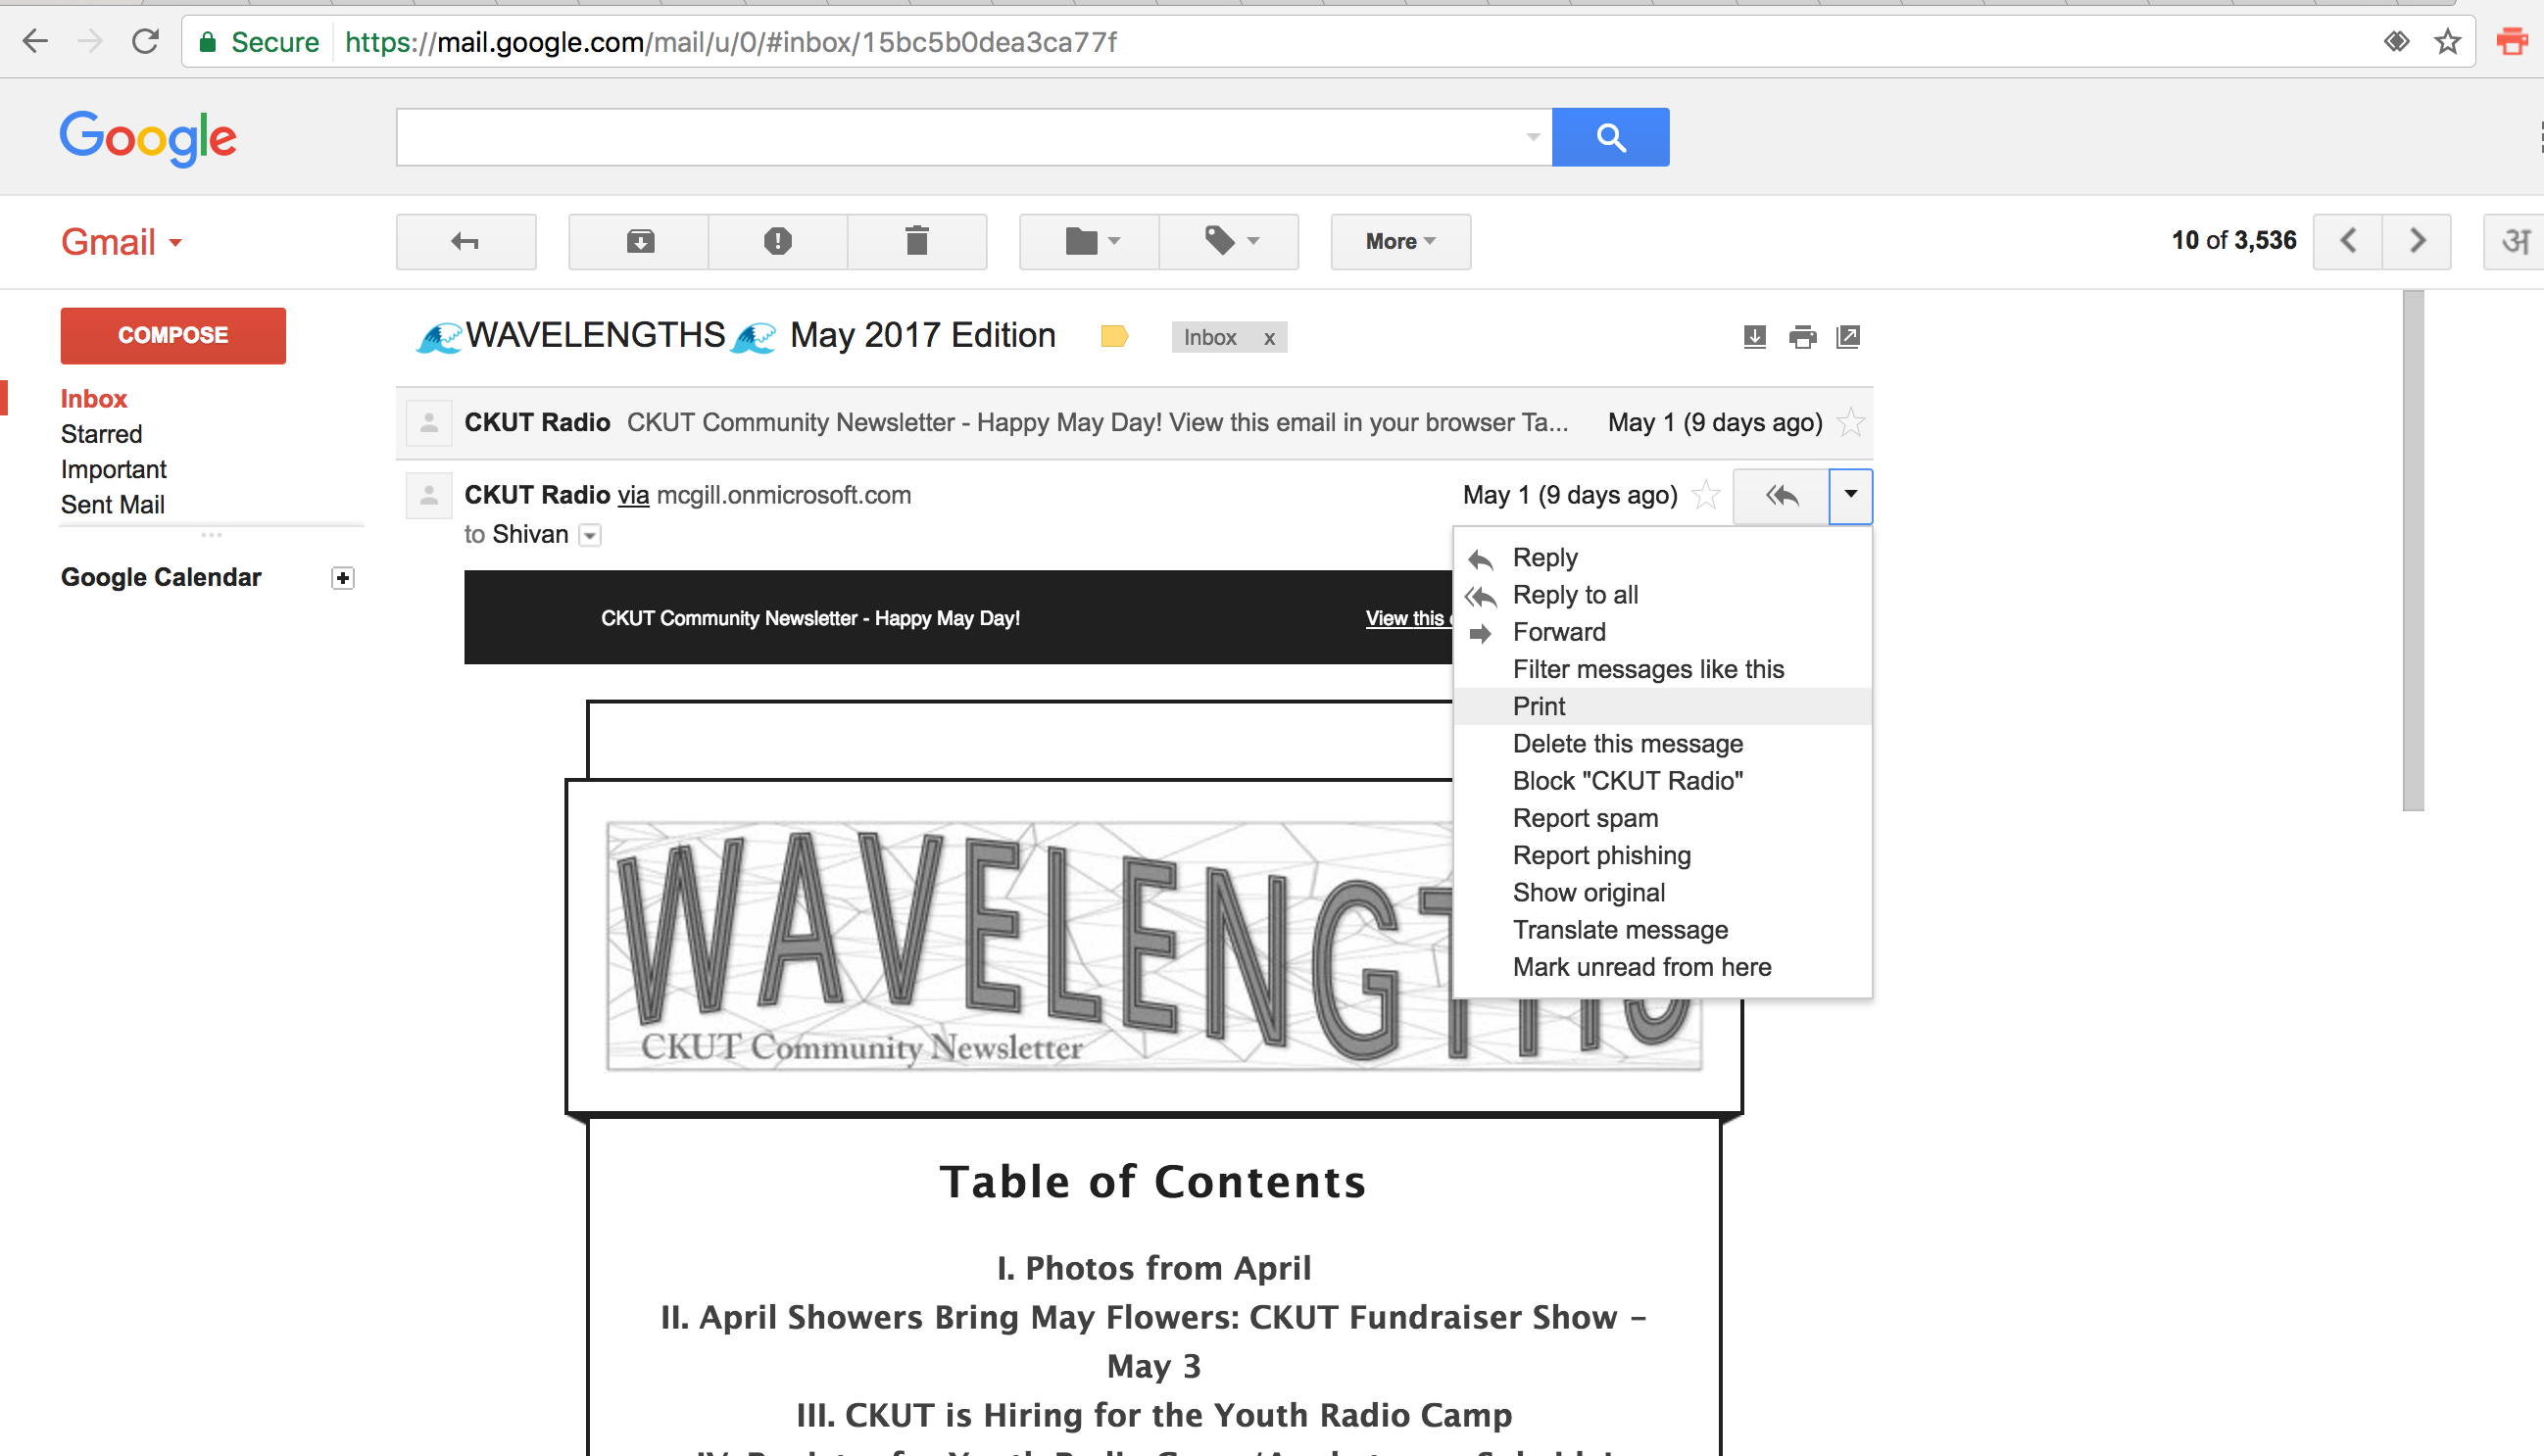 Secure https://mail.google.com/mail/u/0/#inbox/15bc5b0dea3ca77f
Google
Gmail
More
10 of 3,536
अ
COMPOSE
Inbox
Starred
Important
Sent Mail
Google Calendar
🌊WAVELENGTHS🌊 May 2017 Edition
Inbox x
CKUT Radio CKUT Community Newsletter - Happy May Day! View this email in your browser Ta... May 1 (9 days ago)
CKUT Radio via mcgill.onmicrosoft.com May 1 (9 days ago)
to Shivan
Reply
Reply to all
Forward
Filter messages like this
Print
Delete this message
Block "CKUT Radio"
Report spam
Report phishing
Show original
Translate message
Mark unread from here
CKUT Community Newsletter - Happy May Day! View this
WAVELENGTHS
CKUT Community Newsletter
Table of Contents
I. Photos from April
II. April Showers Bring May Flowers: CKUT Fundraiser Show –
May 3
III. CKUT is Hiring for the Youth Radio Camp